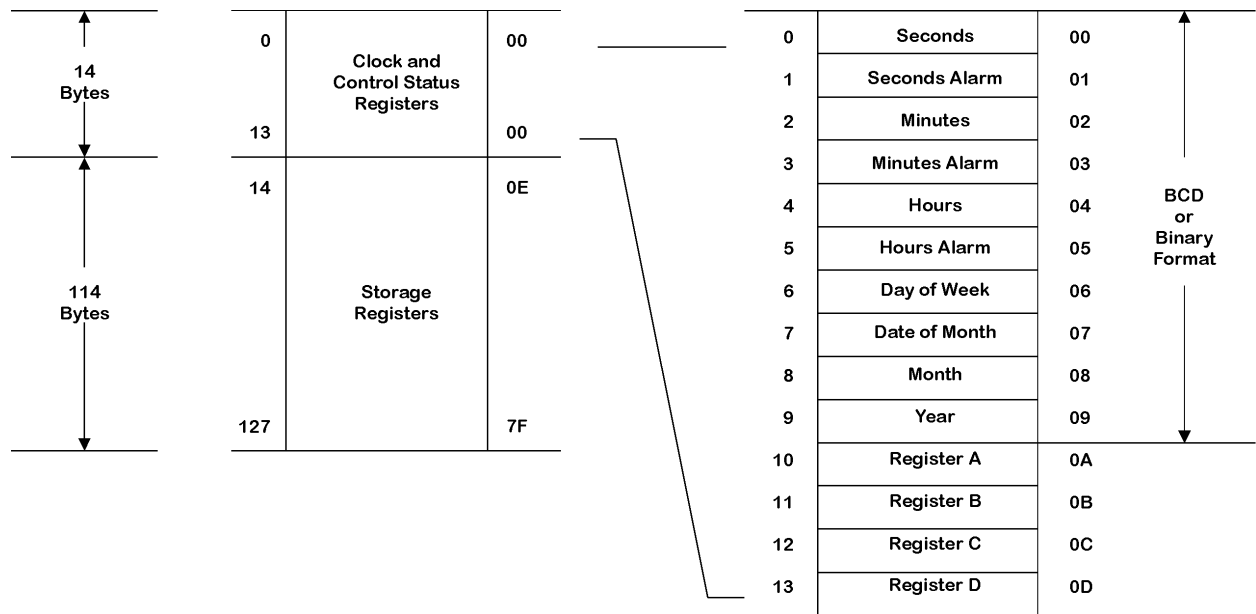 14
Bytes
114
Bytes
0 00
Clock and
Control Status
Registers
13 00
14 0E
Storage
Registers
127 7F
0 Seconds 00
1 Seconds Alarm 01
2 Minutes 02
3 Minutes Alarm 03
4 Hours 04
5 Hours Alarm 05
6 Day of Week 06
7 Date of Month 07
8 Month 08
9 Year 09
10 Register A 0A
11 Register B 0B
12 Register C 0C
13 Register D 0D
BCD
or
Binary
Format